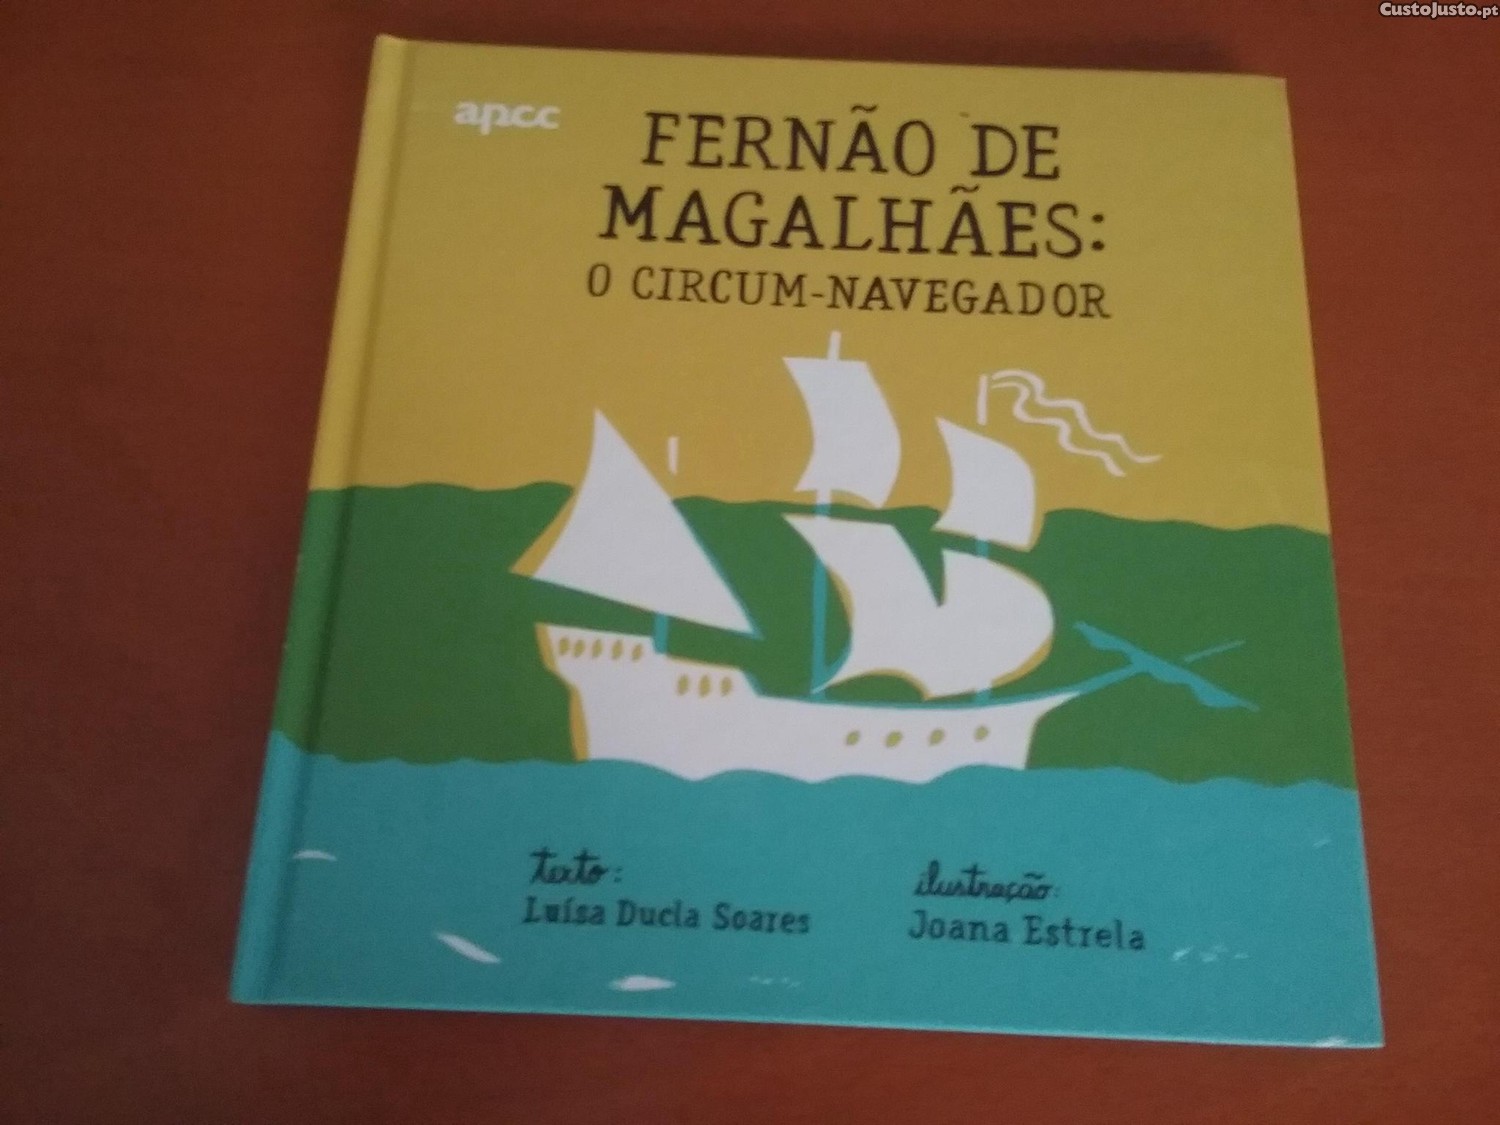 CustoJusto.pt
apcc
FERNÃO DE
MAGALHÃES:
O CIRCUM-NAVEGADOR
texto:
Luísa Ducla Soares
ilustração:
Joana Estrela